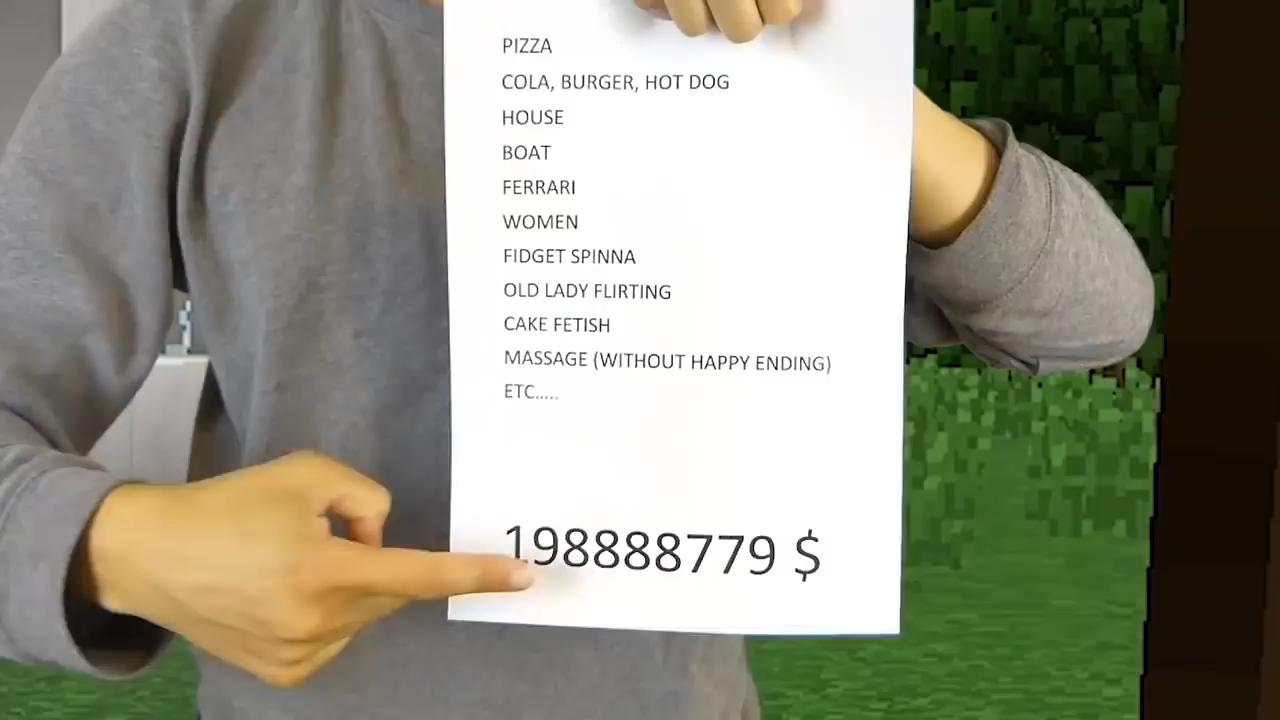 PIZZA
COLA, BURGER, HOT DOG
HOUSE
BOAT
FERRARI
WOMEN
FIDGET SPINNA
OLD LADY FLIRTING
CAKE FETISH
MASSAGE (WITHOUT HAPPY ENDING)
ETC.....
198888779 $